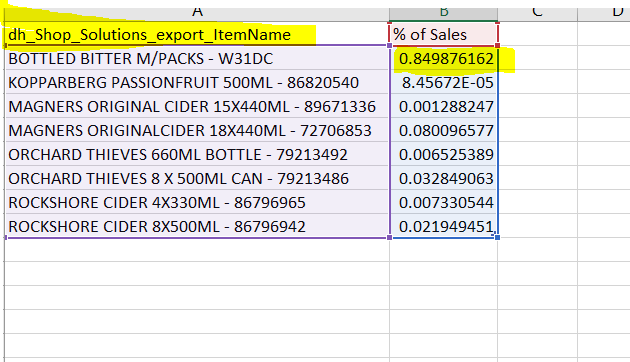 A B C D
dh_Shop_Solutions_export_ItemName % of Sales
BOTTLED BITTER M/PACKS - W31DC 0.849876162
KOPPARBERG PASSIONFRUIT 500ML - 86820540 8.45672E-05
MAGNERS ORIGINAL CIDER 15X440ML - 89671336 0.001288247
MAGNERS ORIGINALCIDER 18X440ML - 72706853 0.080096577
ORCHARD THIEVES 660ML BOTTLE - 79213492 0.006525389
ORCHARD THIEVES 8 X 500ML CAN - 79213486 0.032849063
ROCKSHORE CIDER 4X330ML - 86796965 0.007330544
ROCKSHORE CIDER 8X500ML - 86796942 0.021949451